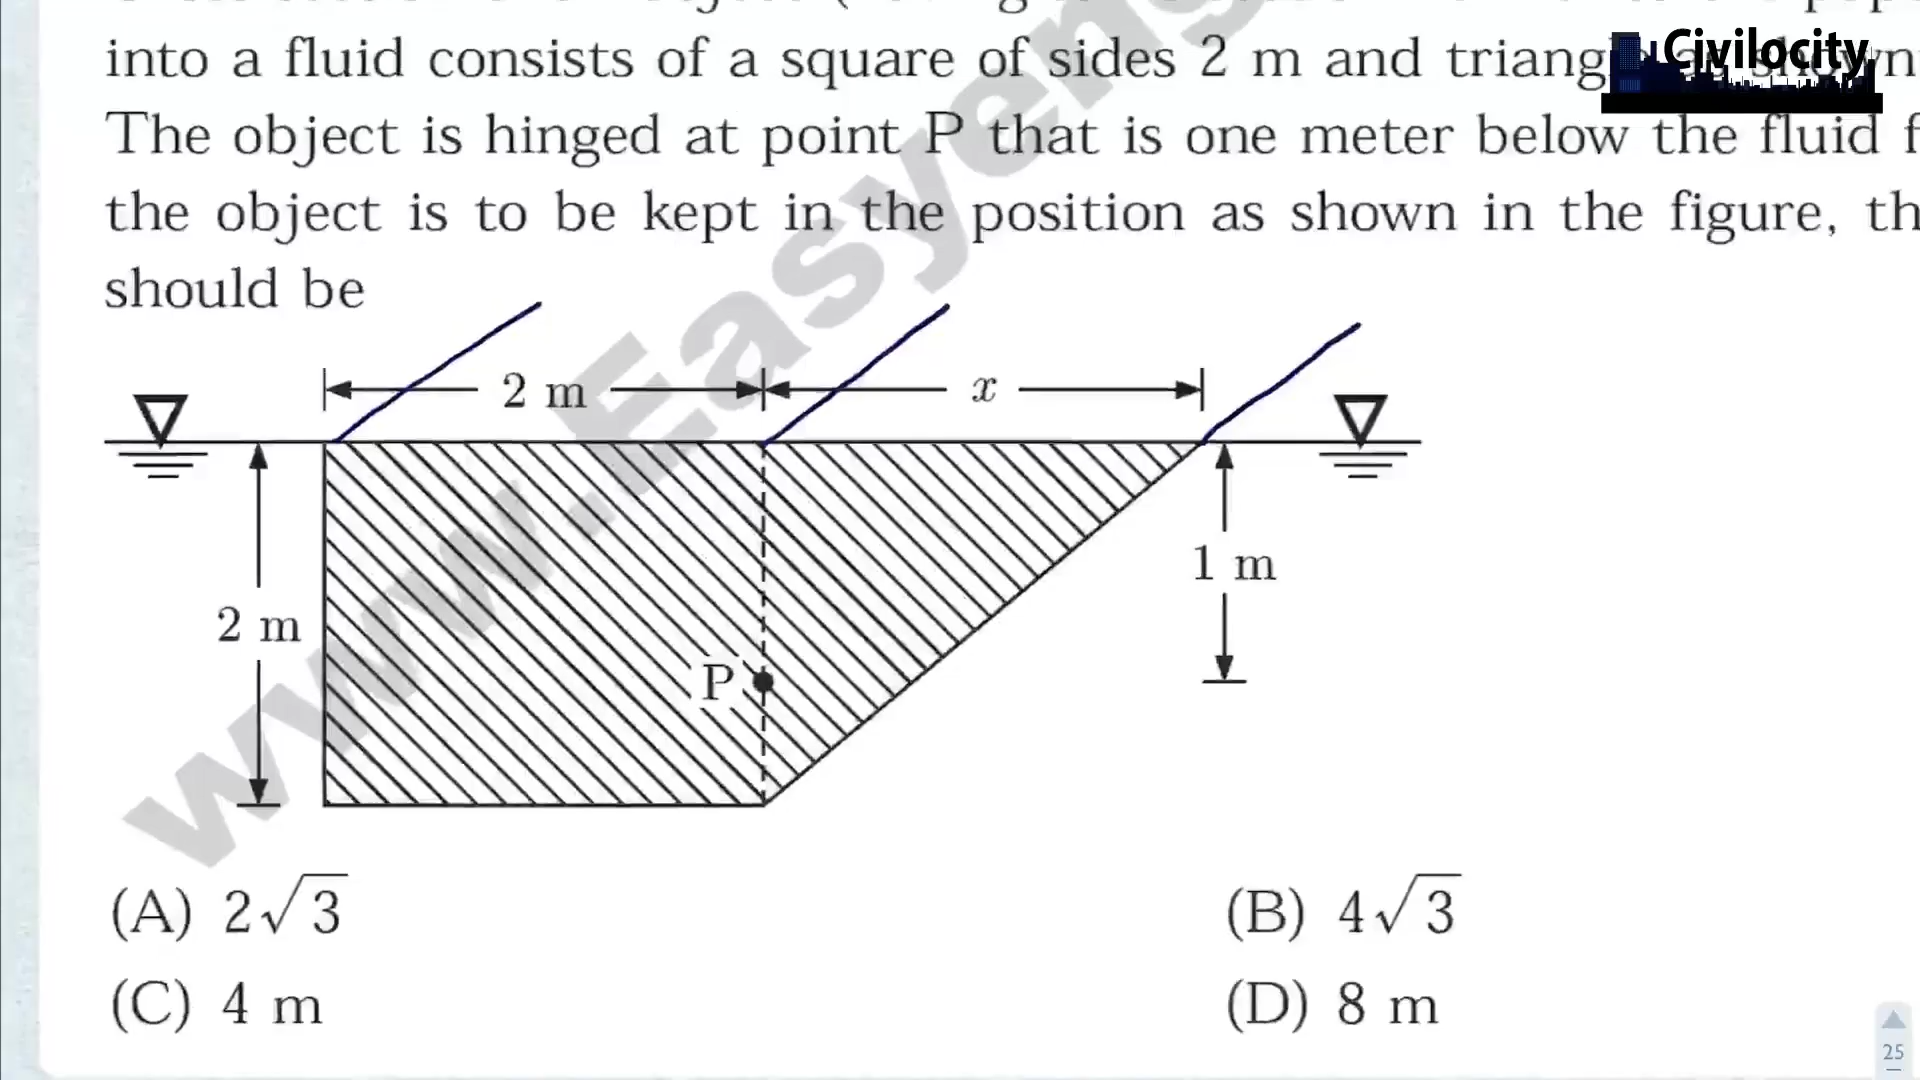 into a fluid consists of a square of sides 2 m and
The object is hinged at point P that is one meter below the fluid f
the object is to be kept in the position as shown in the figure, th
should be
2 m
x
2 m
1 m
P
(A) 2√3
(B) 4√3
(C) 4 m
(D) 8 m
Civilocity
www.Easyeng
25